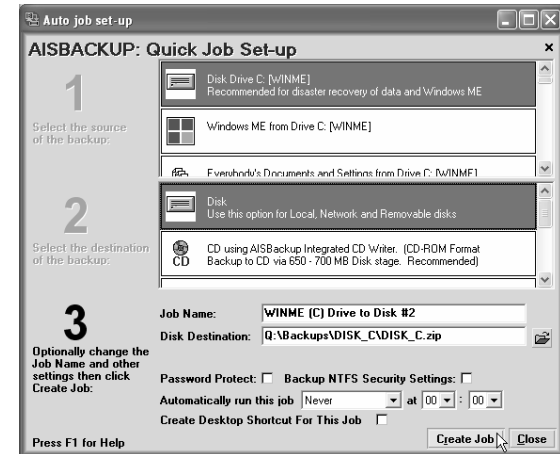 Auto job set-up
AISBACKUP: Quick Job Set-up
1
Select the source
of the backup:
Disk Drive C: [WINME]
Recommended for disaster recovery of data and Windows ME
Windows ME from Drive C: [WINME]
Everybody's Documents and Settings from Drive C: [WINME]
2
Select the destination
of the backup:
Disk
Use this option for Local, Network and Removable disks
CD
CD using AISBackup Integrated CD Writer. (CD-ROM Format
Backup to CD via 650 - 700 MB Disk stage. Recommended)
3
Optionally change the
Job Name and other
settings then click
Create Job:
Job Name: WINME (C) Drive to Disk #2
Disk Destination: Q:\Backups\DISK_C\DISK_C.zip
Password Protect: Backup NTFS Security Settings:
Automatically run this job Never at 00 : 00
Create Desktop Shortcut For This Job
Press F1 for Help
Create Job Close